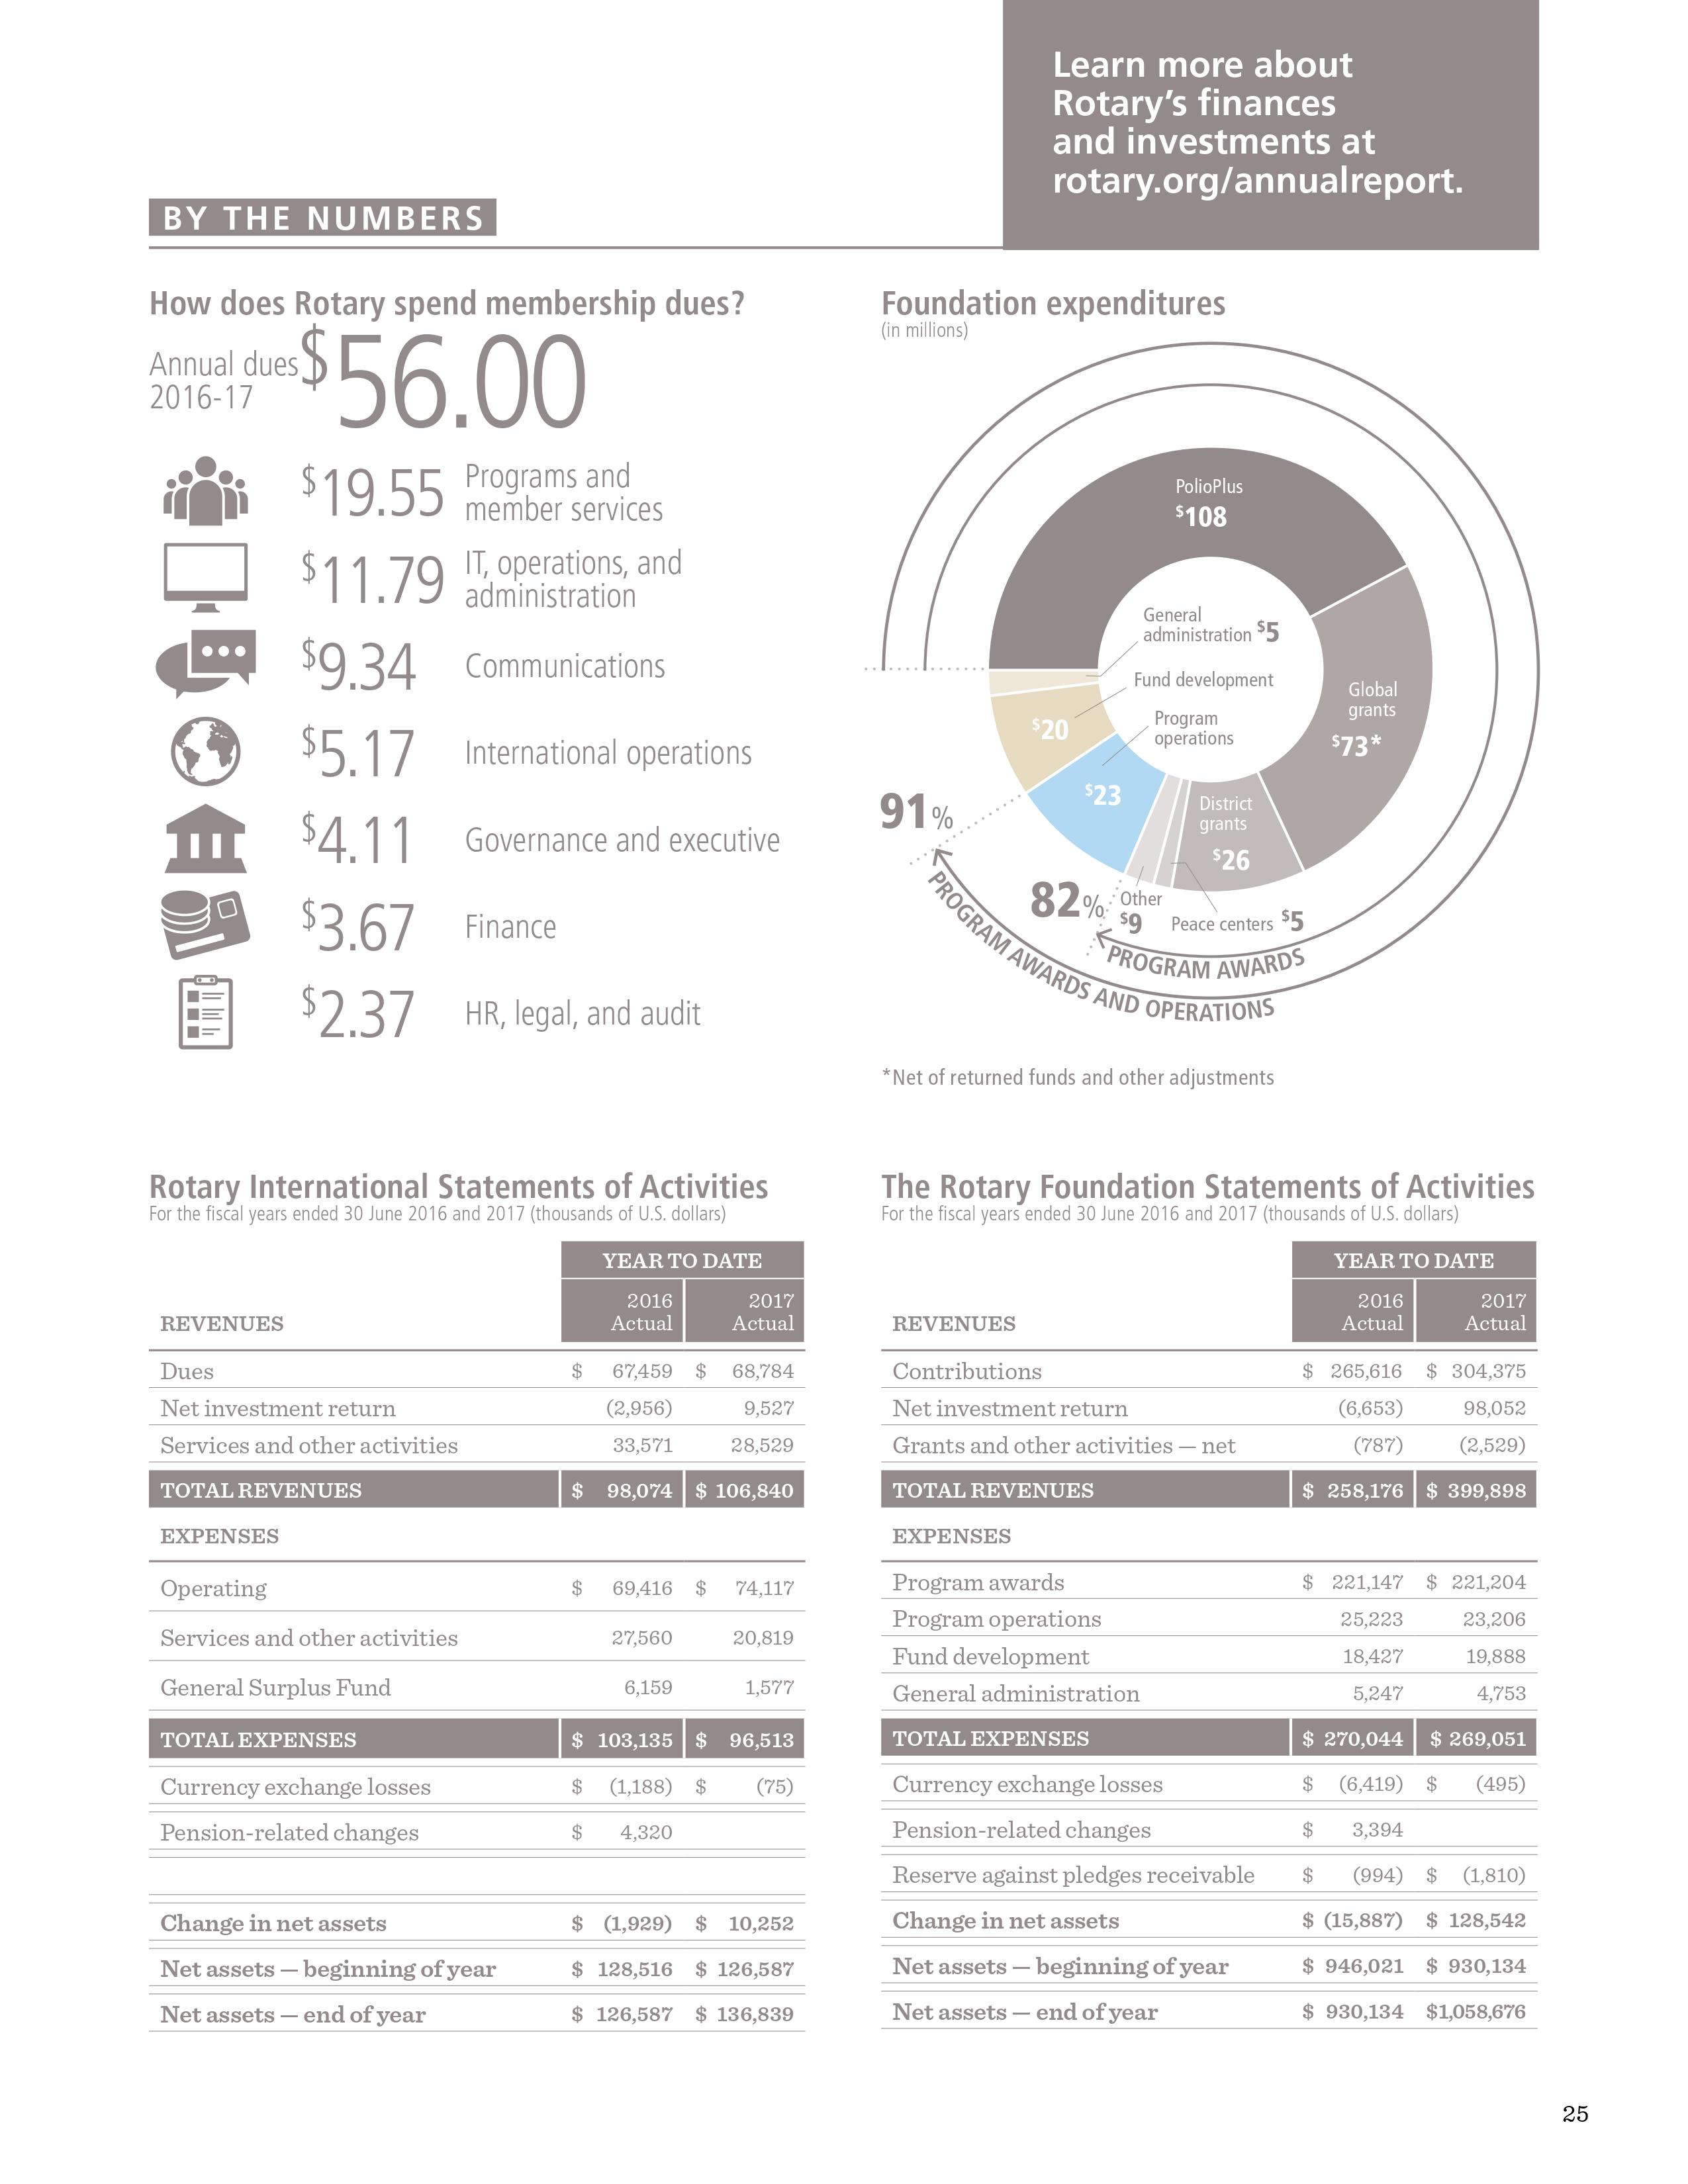 Learn more about
Rotary’s finances
and investments at
rotary.org/annualreport.
BY THE NUMBERS
How does Rotary spend membership dues?
Annual dues
2016-17
$56.00
$19.55 Programs and
member services
$11.79 IT, operations, and
administration
$9.34 Communications
$5.17 International operations
$4.11 Governance and executive
$3.67 Finance
$2.37 HR, legal, and audit
Foundation expenditures
(in millions)
PolioPlus
$108
General
administration $5
Fund development
$20
Program
operations
$23
Global
grants
$73*
District
grants
$26
Other
$9
Peace centers $5
91%
82%
PROGRAM AWARDS
PROGRAM AWARDS AND OPERATIONS
*Net of returned funds and other adjustments
Rotary International Statements of Activities
For the fiscal years ended 30 June 2016 and 2017 (thousands of U.S. dollars)
YEAR TO DATE
REVENUES 2016 Actual 2017 Actual
Dues $ 67,459 $ 68,784
Net investment return (2,956) 9,527
Services and other activities 33,571 28,529
TOTAL REVENUES $ 98,074 $ 106,840
EXPENSES
Operating $ 69,416 $ 74,117
Services and other activities 27,560 20,819
General Surplus Fund 6,159 1,577
TOTAL EXPENSES $ 103,135 $ 96,513
Currency exchange losses $ (1,188) $ (75)
Pension-related changes $ 4,320
Change in net assets $ (1,929) $ 10,252
Net assets — beginning of year $ 128,516 $ 126,587
Net assets — end of year $ 126,587 $ 136,839
The Rotary Foundation Statements of Activities
For the fiscal years ended 30 June 2016 and 2017 (thousands of U.S. dollars)
YEAR TO DATE
REVENUES 2016 Actual 2017 Actual
Contributions $ 265,616 $ 304,375
Net investment return (6,653) 98,052
Grants and other activities — net (787) (2,529)
TOTAL REVENUES $ 258,176 $ 399,898
EXPENSES
Program awards $ 221,147 $ 221,204
Program operations 25,223 23,206
Fund development 18,427 19,888
General administration 5,247 4,753
TOTAL EXPENSES $ 270,044 $ 269,051
Currency exchange losses $ (6,419) $ (495)
Pension-related changes $ 3,394
Reserve against pledges receivable $ (994) $ (1,810)
Change in net assets $ (15,887) $ 128,542
Net assets — beginning of year $ 946,021 $ 930,134
Net assets — end of year $ 930,134 $1,058,676
25